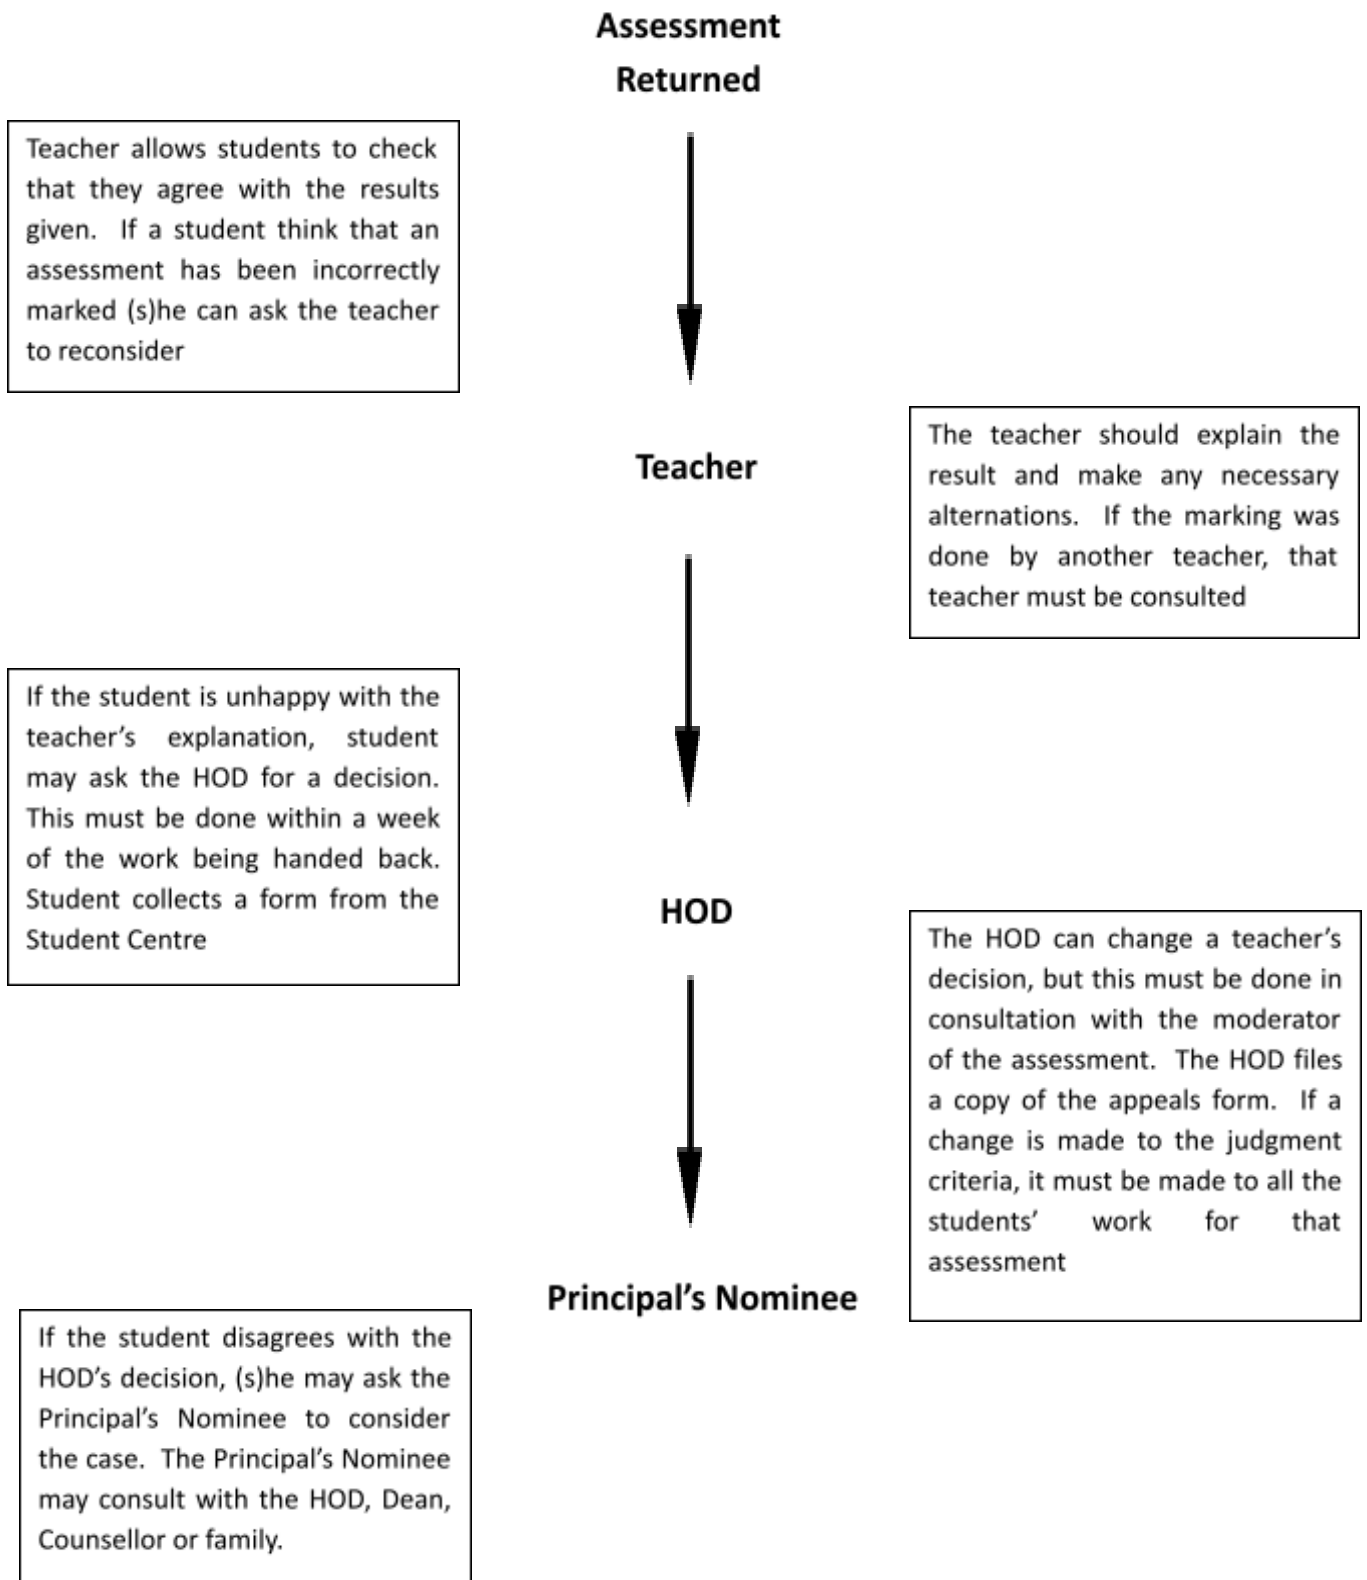 Assessment
Returned
Teacher allows students to check
that they agree with the results
given. If a student think that an
assessment has been incorrectly
marked (s)he can ask the teacher
to reconsider
Teacher
The teacher should explain the
result and make any necessary
alternations. If the marking was
done by another teacher, that
teacher must be consulted
If the student is unhappy with the
teacher’s explanation, student
may ask the HOD for a decision.
This must be done within a week
of the work being handed back.
Student collects a form from the
Student Centre
HOD
The HOD can change a teacher’s
decision, but this must be done in
consultation with the moderator
of the assessment. The HOD files
a copy of the appeals form. If a
change is made to the judgment
criteria, it must be made to all the
students’ work for that
assessment
Principal’s Nominee
If the student disagrees with the
HOD’s decision, (s)he may ask the
Principal’s Nominee to consider
the case. The Principal’s Nominee
may consult with the HOD, Dean,
Counsellor or family.